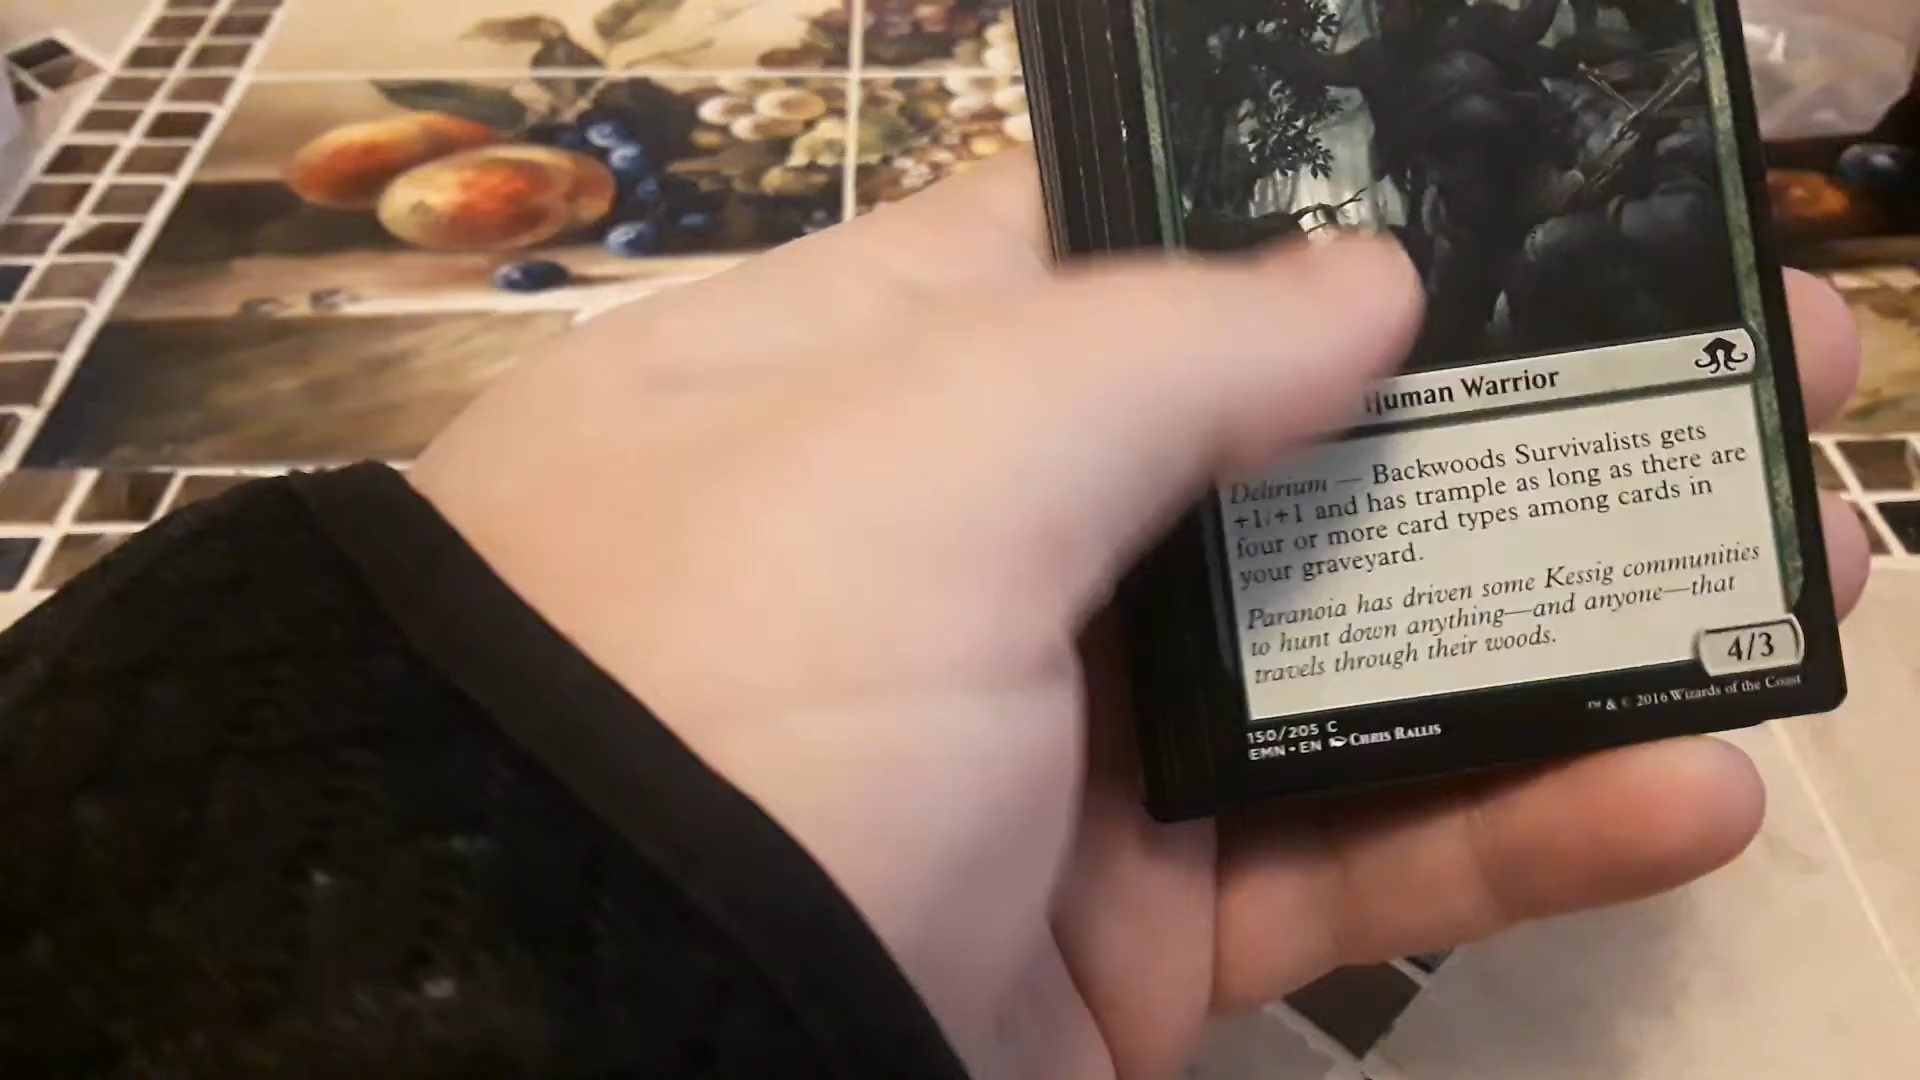 Human Warrior
Delirium — Backwoods Survivalists gets
+1/+1 and has trample as long as there are
four or more card types among cards in
your graveyard.
Paranoia has driven some Kessig communities
to hunt down anything—and anyone—that
travels through their woods.
4/3
150/205 C
EMN • EN Chris Rallis
™ & © 2016 Wizards of the Coast